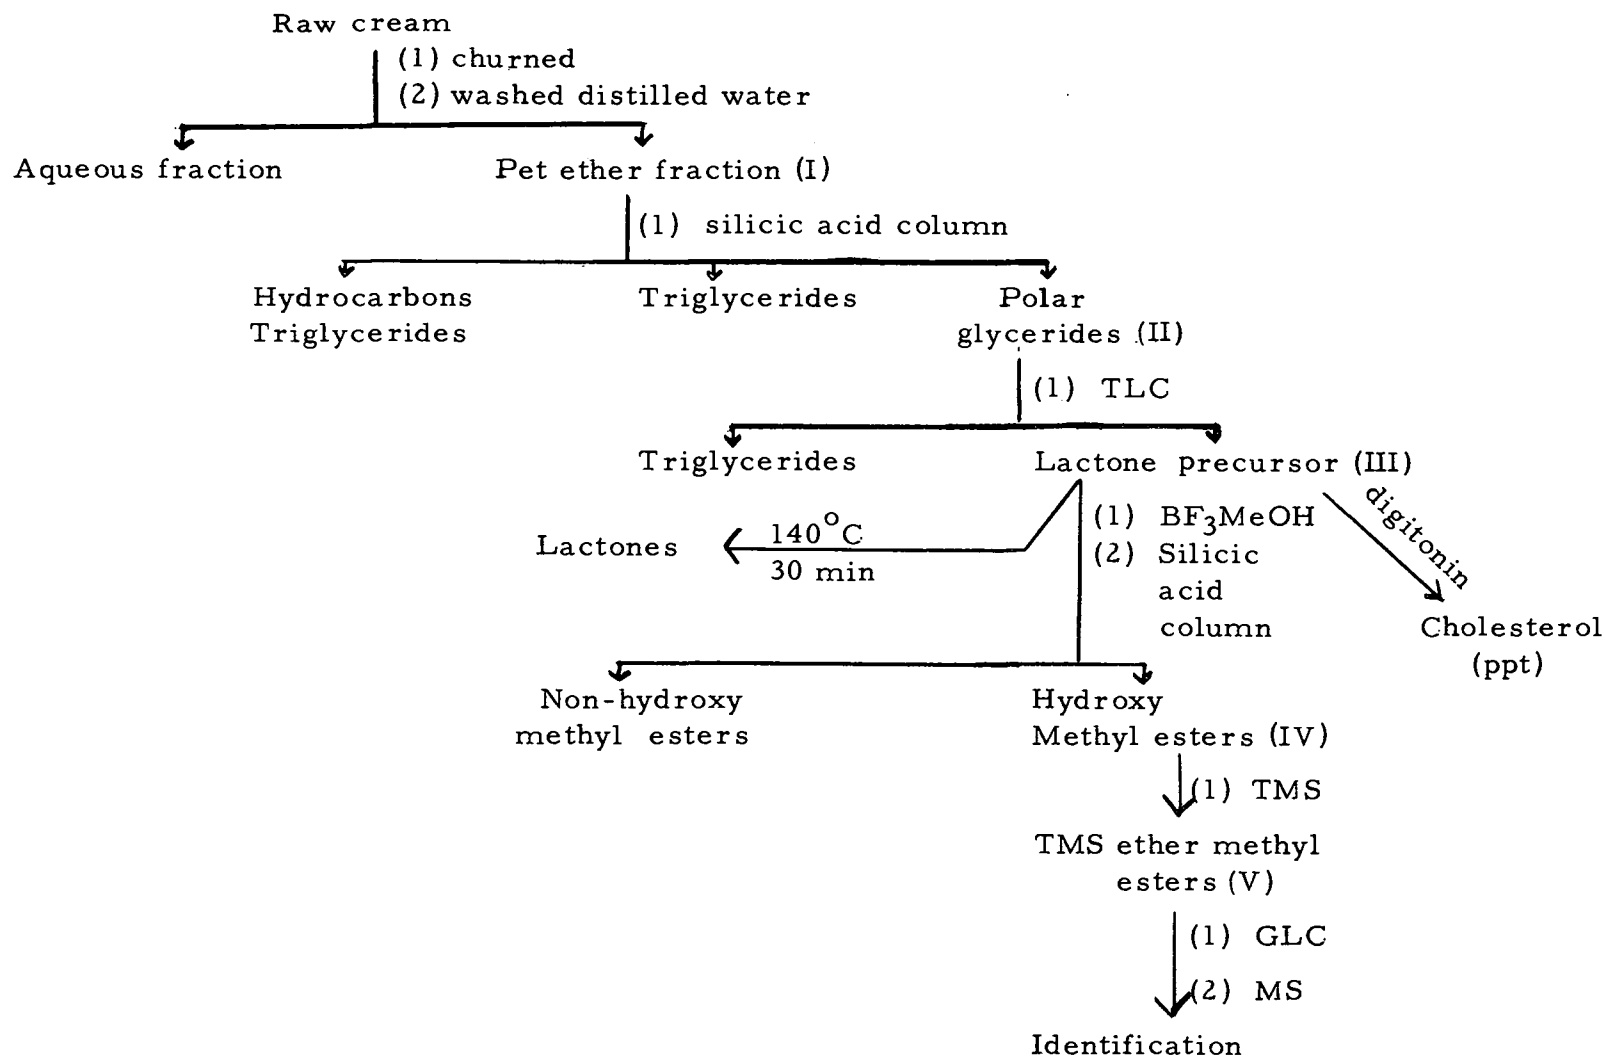 Raw cream
(1) churned
(2) washed distilled water
Aqueous fraction
Pet ether fraction (I)
(1) silicic acid column
Hydrocarbons
Triglycerides
Triglycerides
Polar
glycerides (II)
(1) TLC
Triglycerides
Lactone precursor (III)
digitonin
Lactones
140°C
30 min
(1) BF₃MeOH
(2) Silicic
acid
column
Cholesterol
(ppt)
Non-hydroxy
methyl esters
Hydroxy
Methyl esters (IV)
(1) TMS
TMS ether methyl
esters (V)
(1) GLC
(2) MS
Identification